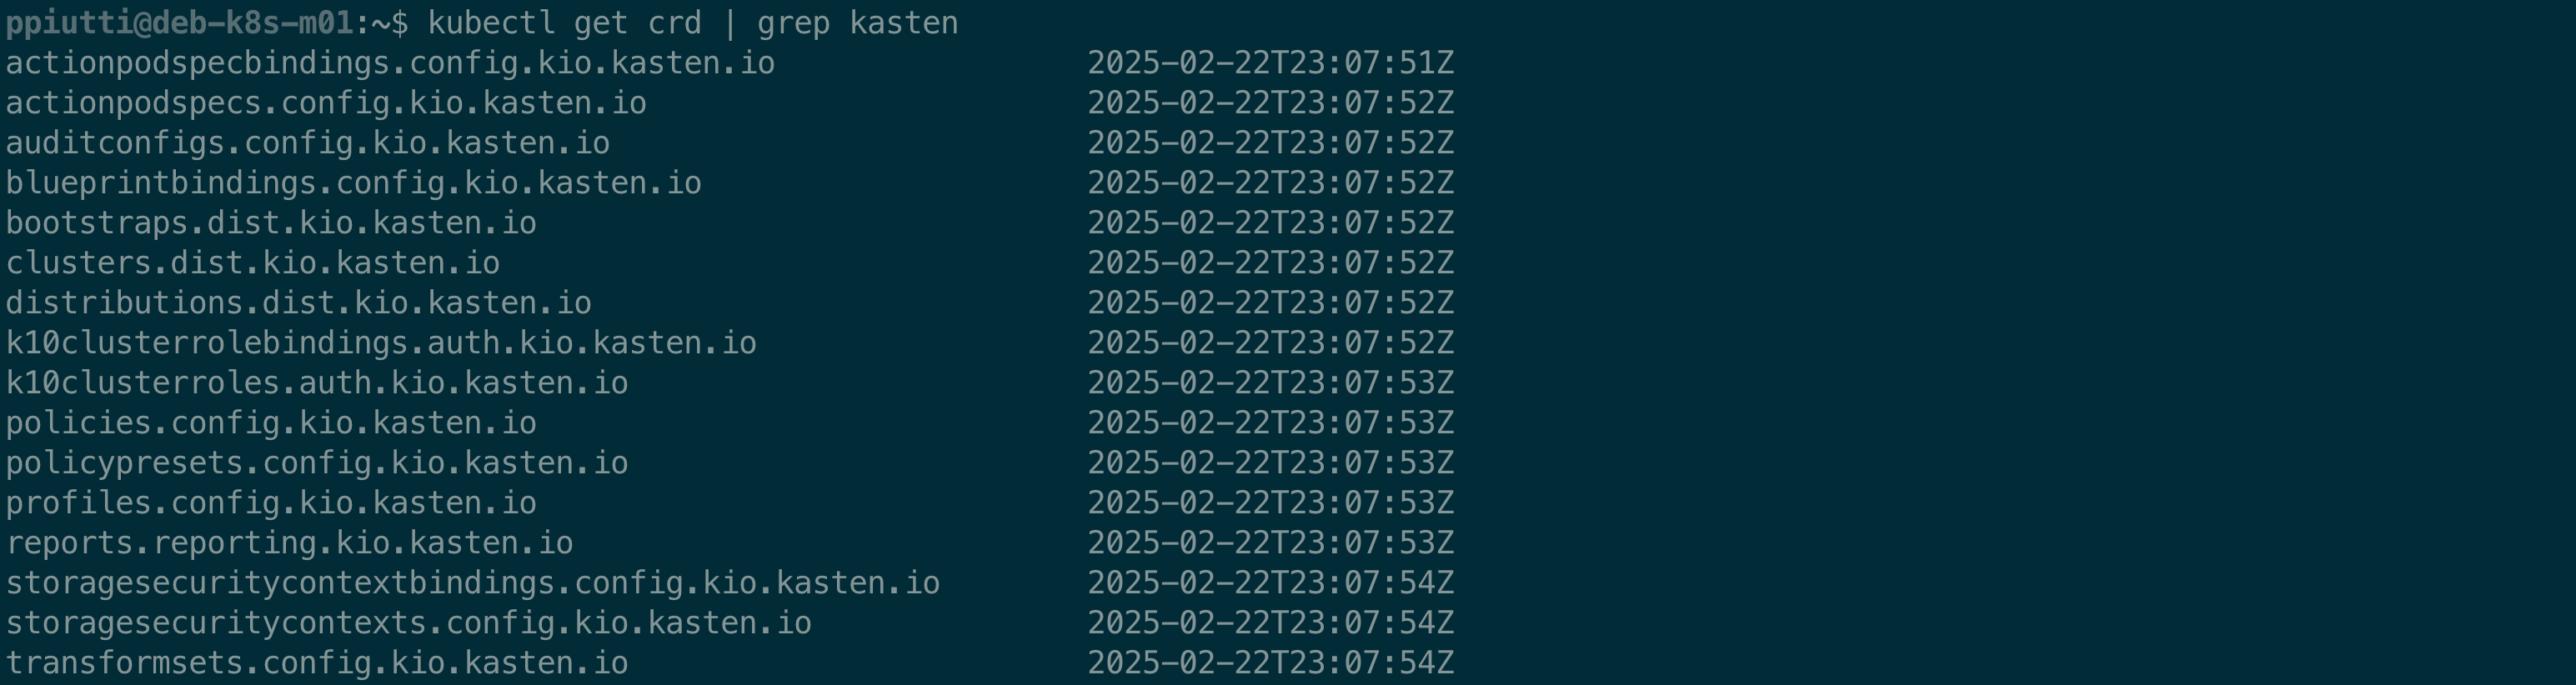 ppiutti@deb-k8s-m01:~$ kubectl get crd | grep kasten
actionpodspecbindings.config.kio.kasten.io 2025-02-22T23:07:51Z
actionpodspecs.config.kio.kasten.io 2025-02-22T23:07:52Z
auditconfigs.config.kio.kasten.io 2025-02-22T23:07:52Z
blueprintbindings.config.kio.kasten.io 2025-02-22T23:07:52Z
bootstraps.dist.kio.kasten.io 2025-02-22T23:07:52Z
clusters.dist.kio.kasten.io 2025-02-22T23:07:52Z
distributions.dist.kio.kasten.io 2025-02-22T23:07:52Z
k10clusterrolebindings.auth.kio.kasten.io 2025-02-22T23:07:52Z
k10clusterroles.auth.kio.kasten.io 2025-02-22T23:07:53Z
policies.config.kio.kasten.io 2025-02-22T23:07:53Z
policypresets.config.kio.kasten.io 2025-02-22T23:07:53Z
profiles.config.kio.kasten.io 2025-02-22T23:07:53Z
reports.reporting.kio.kasten.io 2025-02-22T23:07:53Z
storagesecuritycontextbindings.config.kio.kasten.io 2025-02-22T23:07:54Z
storagesecuritycontexts.config.kio.kasten.io 2025-02-22T23:07:54Z
transformsets.config.kio.kasten.io 2025-02-22T23:07:54Z